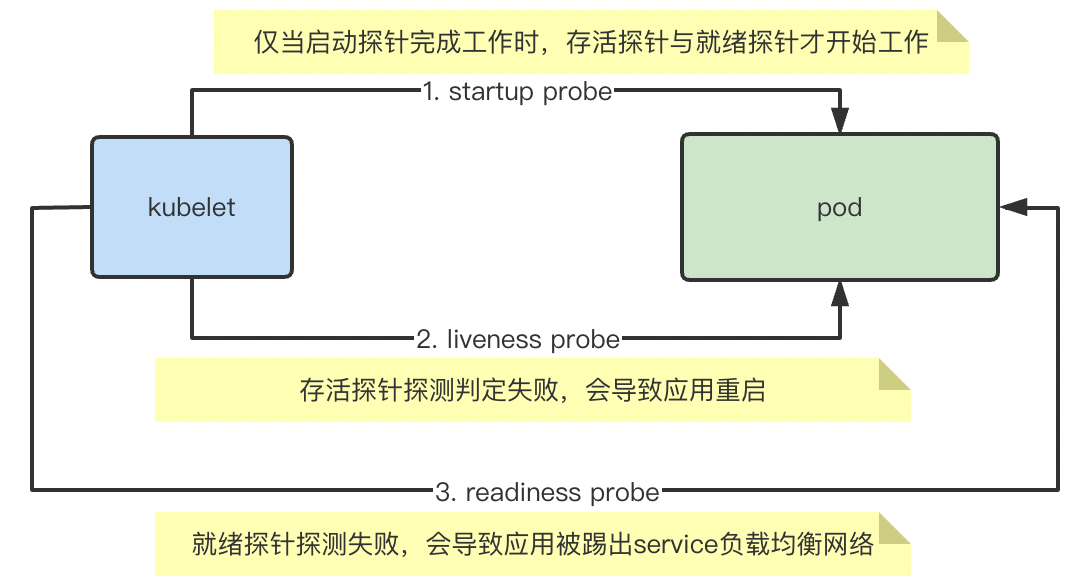 仅当启动探针完成工作时，存活探针与就绪探针才开始工作
1. startup probe
kubelet
pod
2. liveness probe
存活探针探测判定失败，会导致应用重启
3. readiness probe
就绪探针探测失败，会导致应用被踢出service负载均衡网络